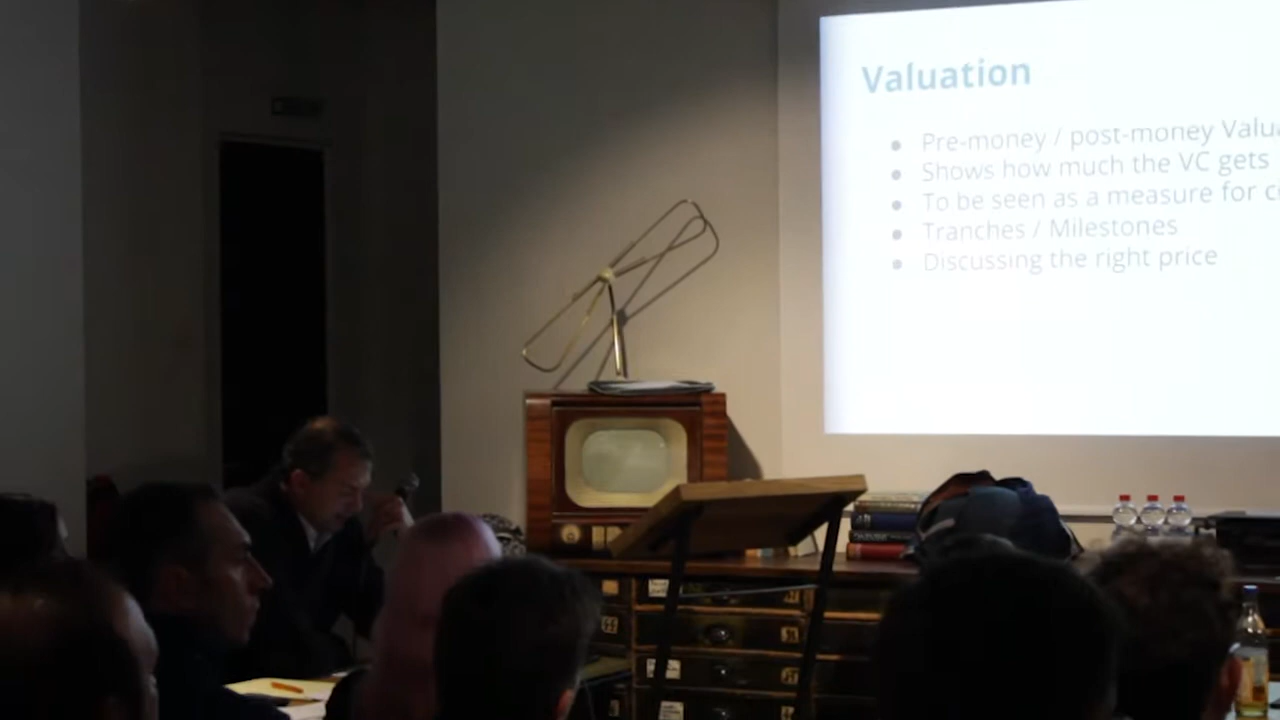 Valuation
Pre-money / post-money Valu
Shows how much the VC gets
To be seen as a measure for c
Tranches / Milestones
Discussing the right price